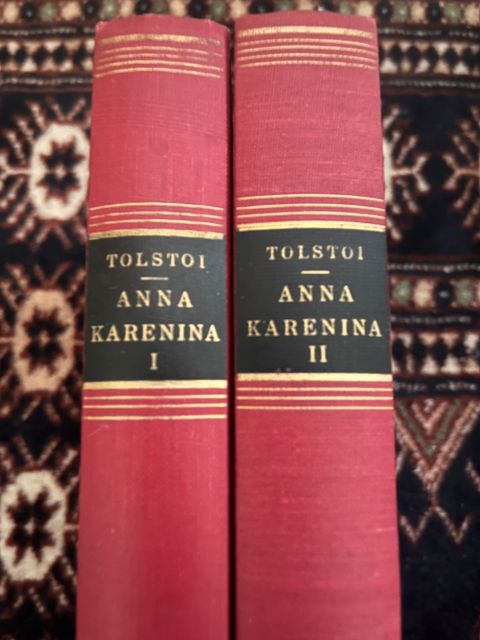 TOLSTOI
ANNA
KARENINA
I
TOLSTOI
ANNA
KARENINA
II